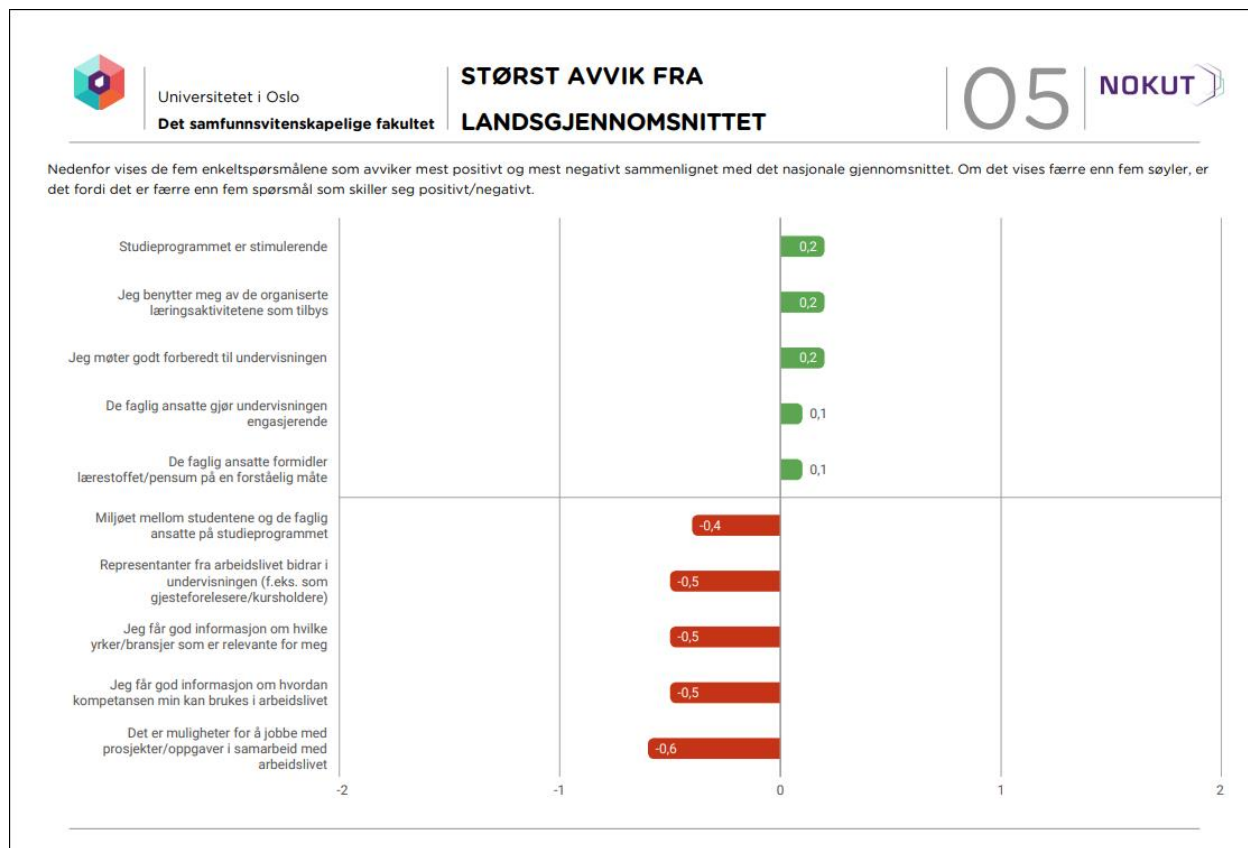 Universitetet i Oslo
Det samfunnsvitenskapelige fakultet
STØRST AVVIK FRA
LANDSGJENNOMSNITTET
05
NOKUT
Nedenfor vises de fem enkeltspørsmålene som avviker mest positivt og mest negativt sammenlignet med det nasjonale gjennomsnittet. Om det vises færre enn fem søyler, er
det fordi det er færre enn fem spørsmål som skiller seg positivt/negativt.
Studieprogrammet er stimulerende
0,2
Jeg benytter meg av de organiserte
læringsaktivitetene som tilbys
0,2
Jeg møter godt forberedt til undervisningen
0,2
De faglig ansatte gjør undervisningen
engasjerende
0,1
De faglig ansatte formidler
lærestoffet/pensum på en forståelig måte
0,1
Miljøet mellom studentene og de faglig
ansatte på studieprogrammet
-0,4
Representanter fra arbeidslivet bidrar i
undervisningen (f.eks. som
gjesteforelesere/kursholdere)
-0,5
Jeg får god informasjon om hvilke
yrker/bransjer som er relevante for meg
-0,5
Jeg får god informasjon om hvordan
kompetansen min kan brukes i arbeidslivet
-0,5
Det er muligheter for å jobbe med
prosjekter/oppgaver i samarbeid med
arbeidslivet
-0,6
-2 -1 0 1 2